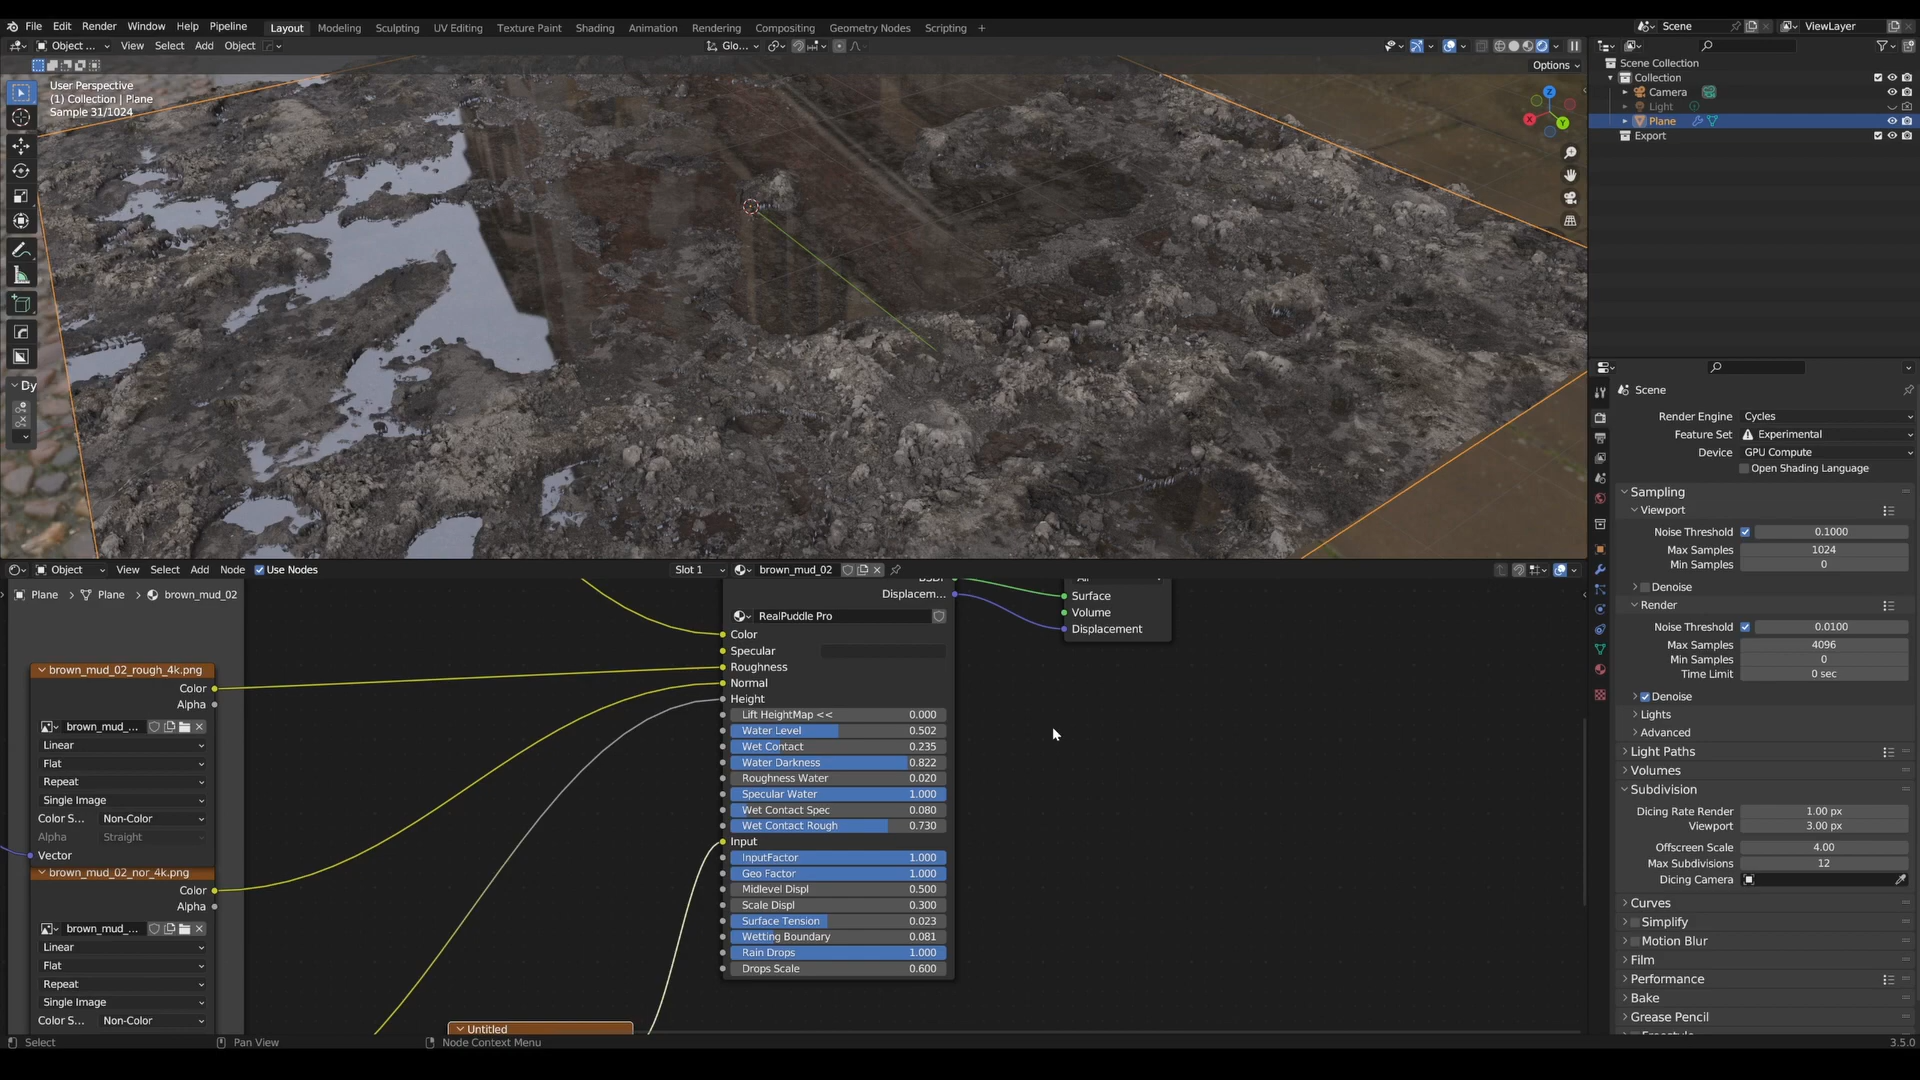 File Edit Render Window Help Pipeline Layout Modeling Sculpting UV Editing Texture Paint Shading Animation Rendering Compositing Geometry Nodes Scripting + Scene ViewLayer
Object ... View Select Add Object Glo...
Options
User Perspective
(1) Collection | Plane
Sample 31/1024
Z
X
Y
Dy
Scene Collection
Collection
Camera
Light
Plane
Export
Scene
Render Engine Cycles
Feature Set Experimental
Device GPU Compute
Open Shading Language
Sampling
Viewport
Noise Threshold 0.1000
Max Samples 1024
Min Samples 0
Denoise
Render
Noise Threshold 0.0100
Max Samples 4096
Min Samples 0
Time Limit 0 sec
Denoise
Lights
Advanced
Light Paths
Volumes
Subdivision
Dicing Rate Render 1.00 px
Viewport 3.00 px
Offscreen Scale 4.00
Max Subdivisions 12
Dicing Camera
Curves
Simplify
Motion Blur
Film
Performance
Bake
Grease Pencil
Object View Select Add Node Use Nodes Slot 1 brown_mud_02
Plane > Plane > brown_mud_02
brown_mud_02_rough_4k.png
Color
Alpha
brown_mud_...
Linear
Flat
Repeat
Single Image
Color S... Non-Color
Alpha Straight
Vector
brown_mud_02_nor_4k.png
Color
Alpha
brown_mud_...
Linear
Flat
Repeat
Single Image
Color S... Non-Color
Displacem...
RealPuddle Pro
Color
Specular
Roughness
Normal
Height
Lift HeightMap << 0.000
Water Level 0.502
Wet Contact 0.235
Water Darkness 0.822
Roughness Water 0.020
Specular Water 1.000
Wet Contact Spec 0.080
Wet Contact Rough 0.730
Input
InputFactor 1.000
Geo Factor 1.000
Midlevel Displ 0.500
Scale Displ 0.300
Surface Tension 0.023
Wetting Boundary 0.081
Rain Drops 1.000
Drops Scale 0.600
Surface
Volume
Displacement
Untitled
Select Pan View Node Context Menu 3.5.0